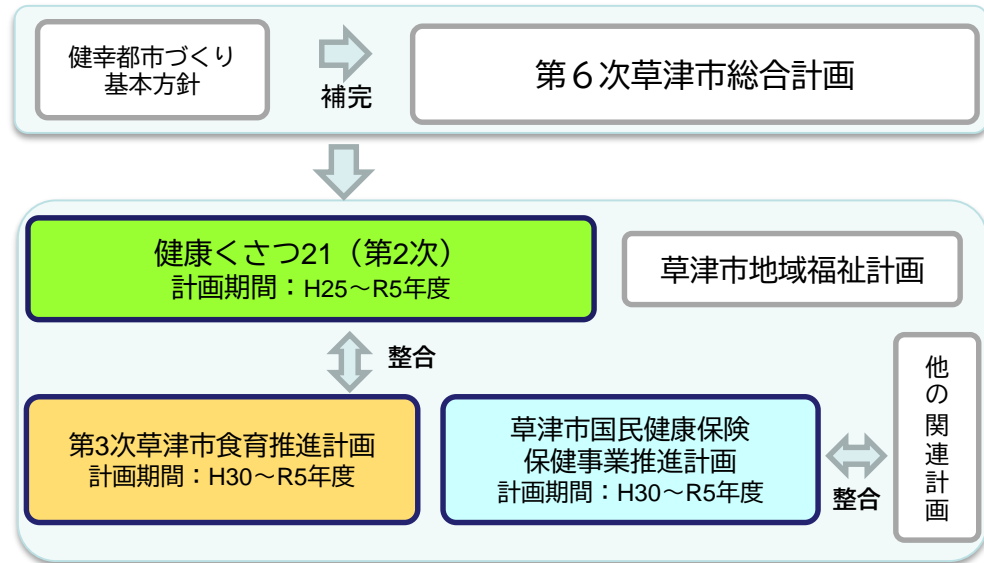 健幸都市づくり
基本方針
補完
第６次草津市総合計画
健康くさつ21（第2次）
計画期間：H25～R5年度
草津市地域福祉計画
整合
他の関連計画
第3次草津市食育推進計画
計画期間：H30～R5年度
草津市国民健康保険
保健事業推進計画
計画期間：H30～R5年度
整合